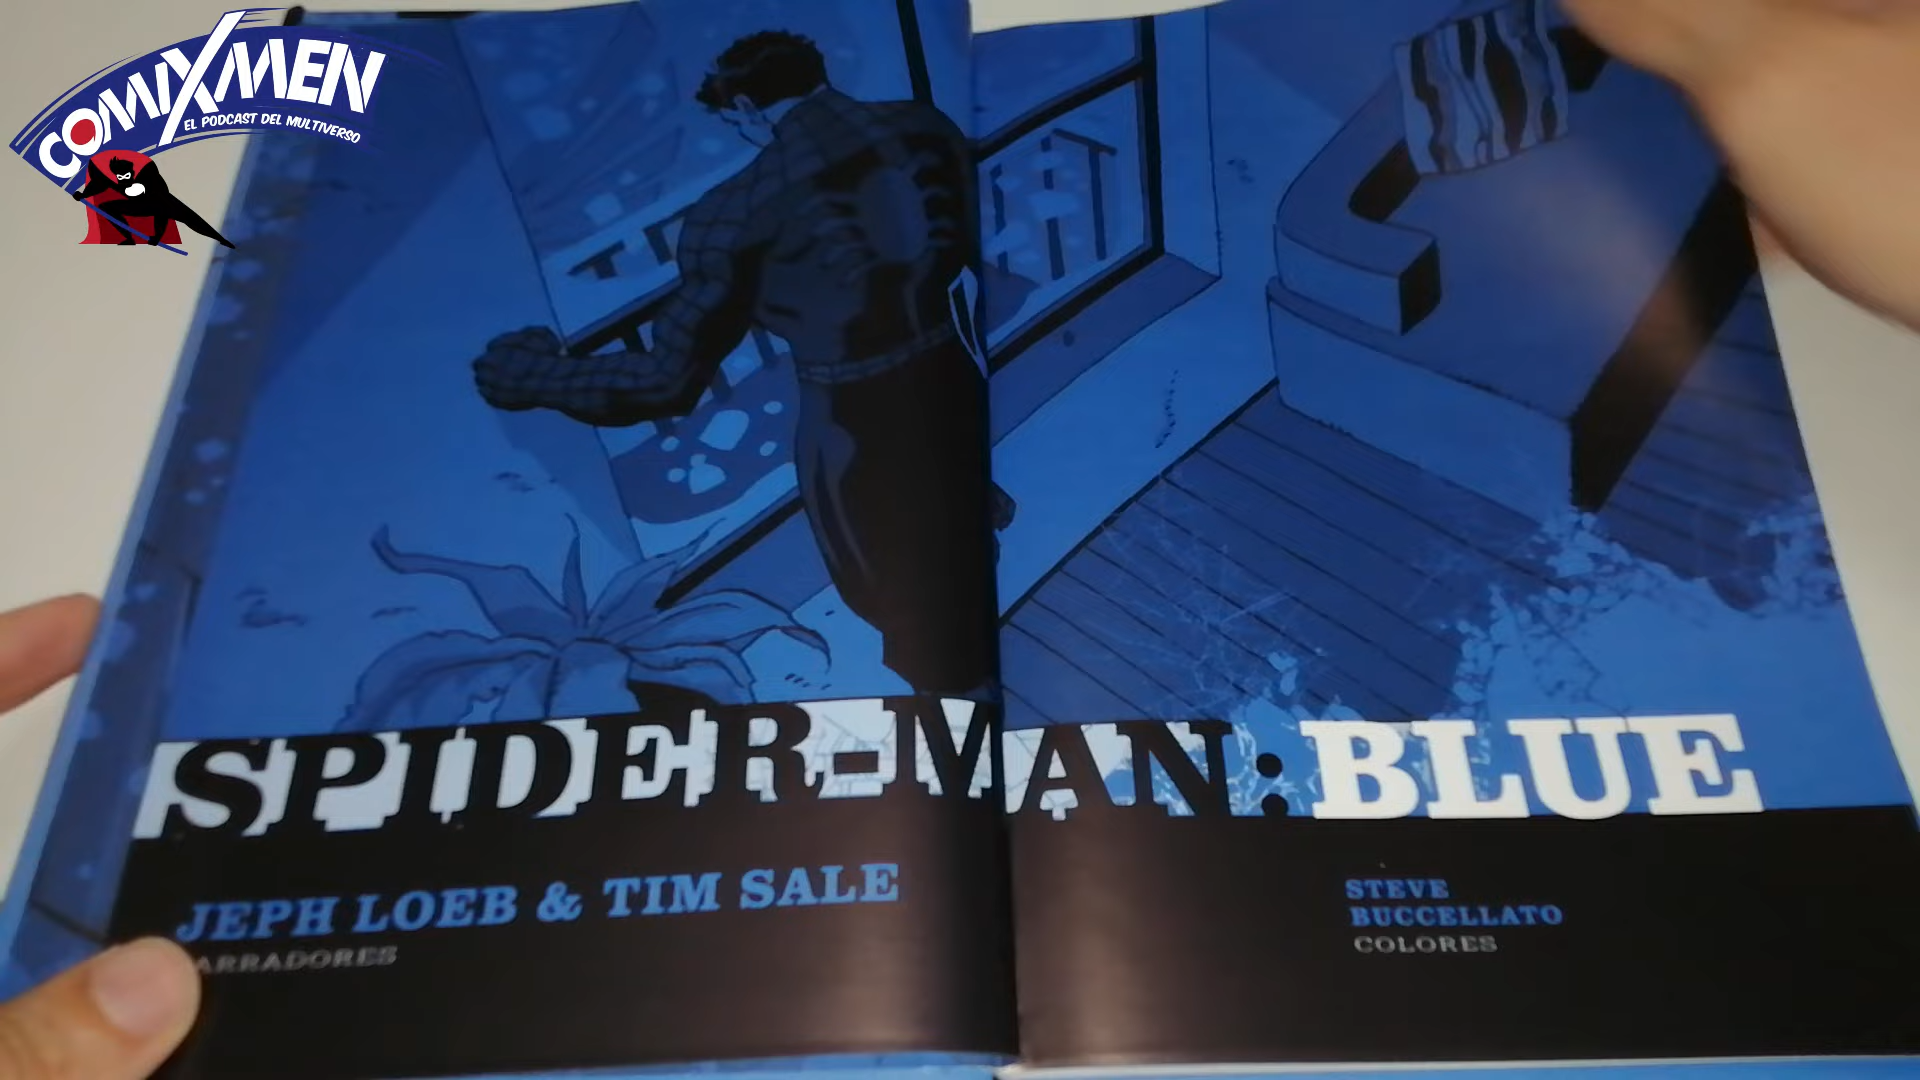 COMIXMEN
EL PODCAST DEL MULTIVERSO
SPIDER-MAN: BLUE
JEPH LOEB & TIM SALE
STEVE
BUCCELLATO
COLORES